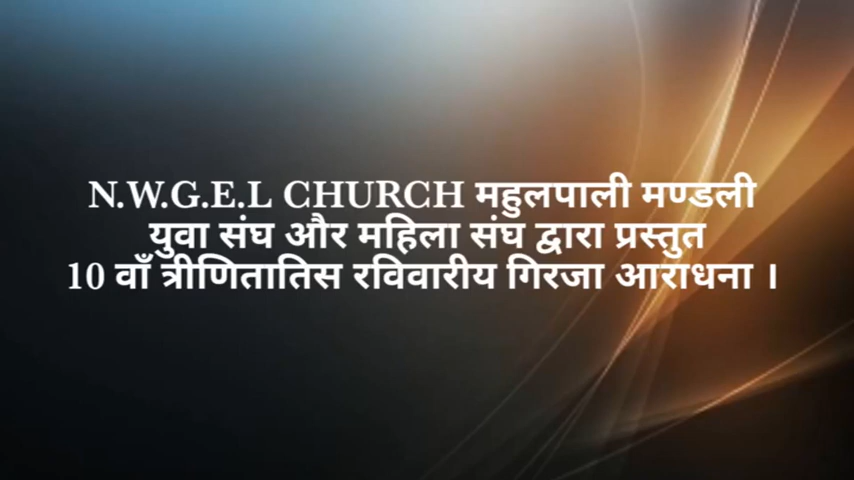 N.W.G.E.L CHURCH महुलपाली मण्डली
युवा संघ और महिला संघ द्वारा प्रस्तुत
10 वाँ त्रीणितातिस रविवारीय गिरजा आराधना ।